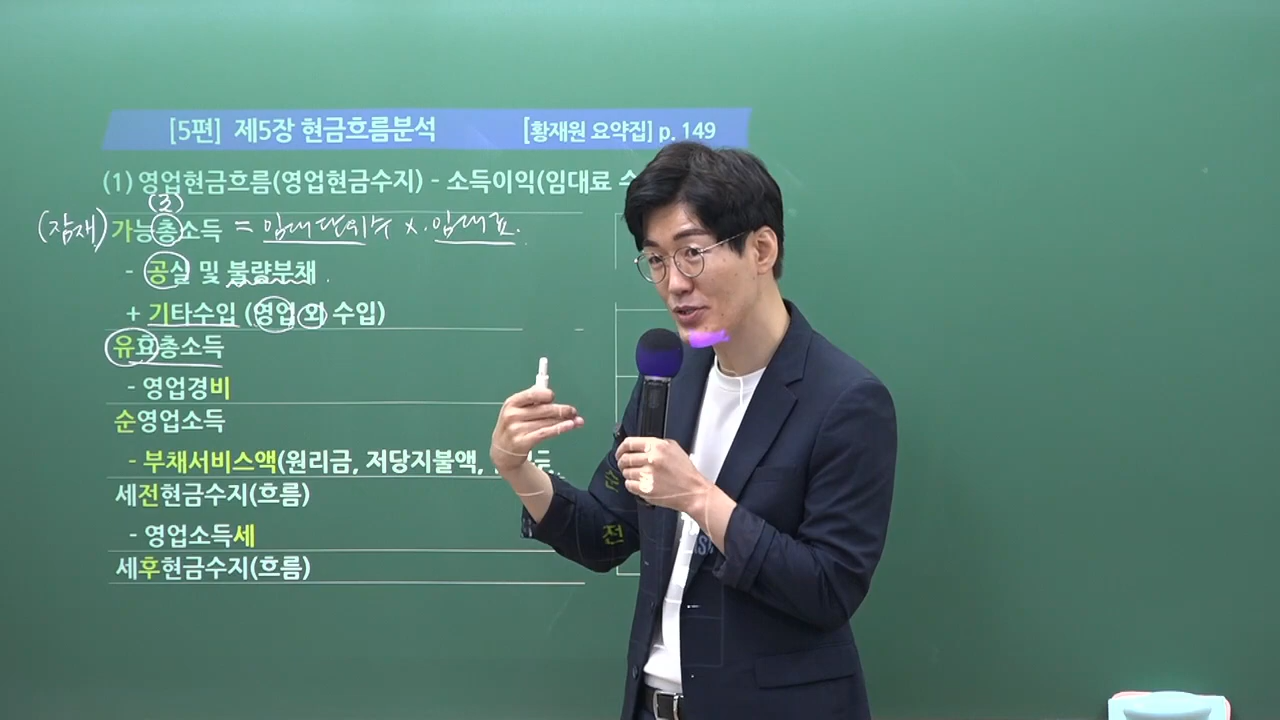 [5편] 제5장 현금흐름분석 [황재원 요약집] p. 149
(1) 영업현금흐름(영업현금수지) - 소득이익(임대료
(조)
(잠재) 가능총소득 = 임대단위수 × 임대료.
- 공실 및 불량부채.
+ 기타수입 (영업 외 수입)
유효총소득
- 영업경비
순영업소득
- 부채서비스액(원리금, 저당지불액,
세전현금수지(흐름)
전
- 영업소득세
세후현금수지(흐름)